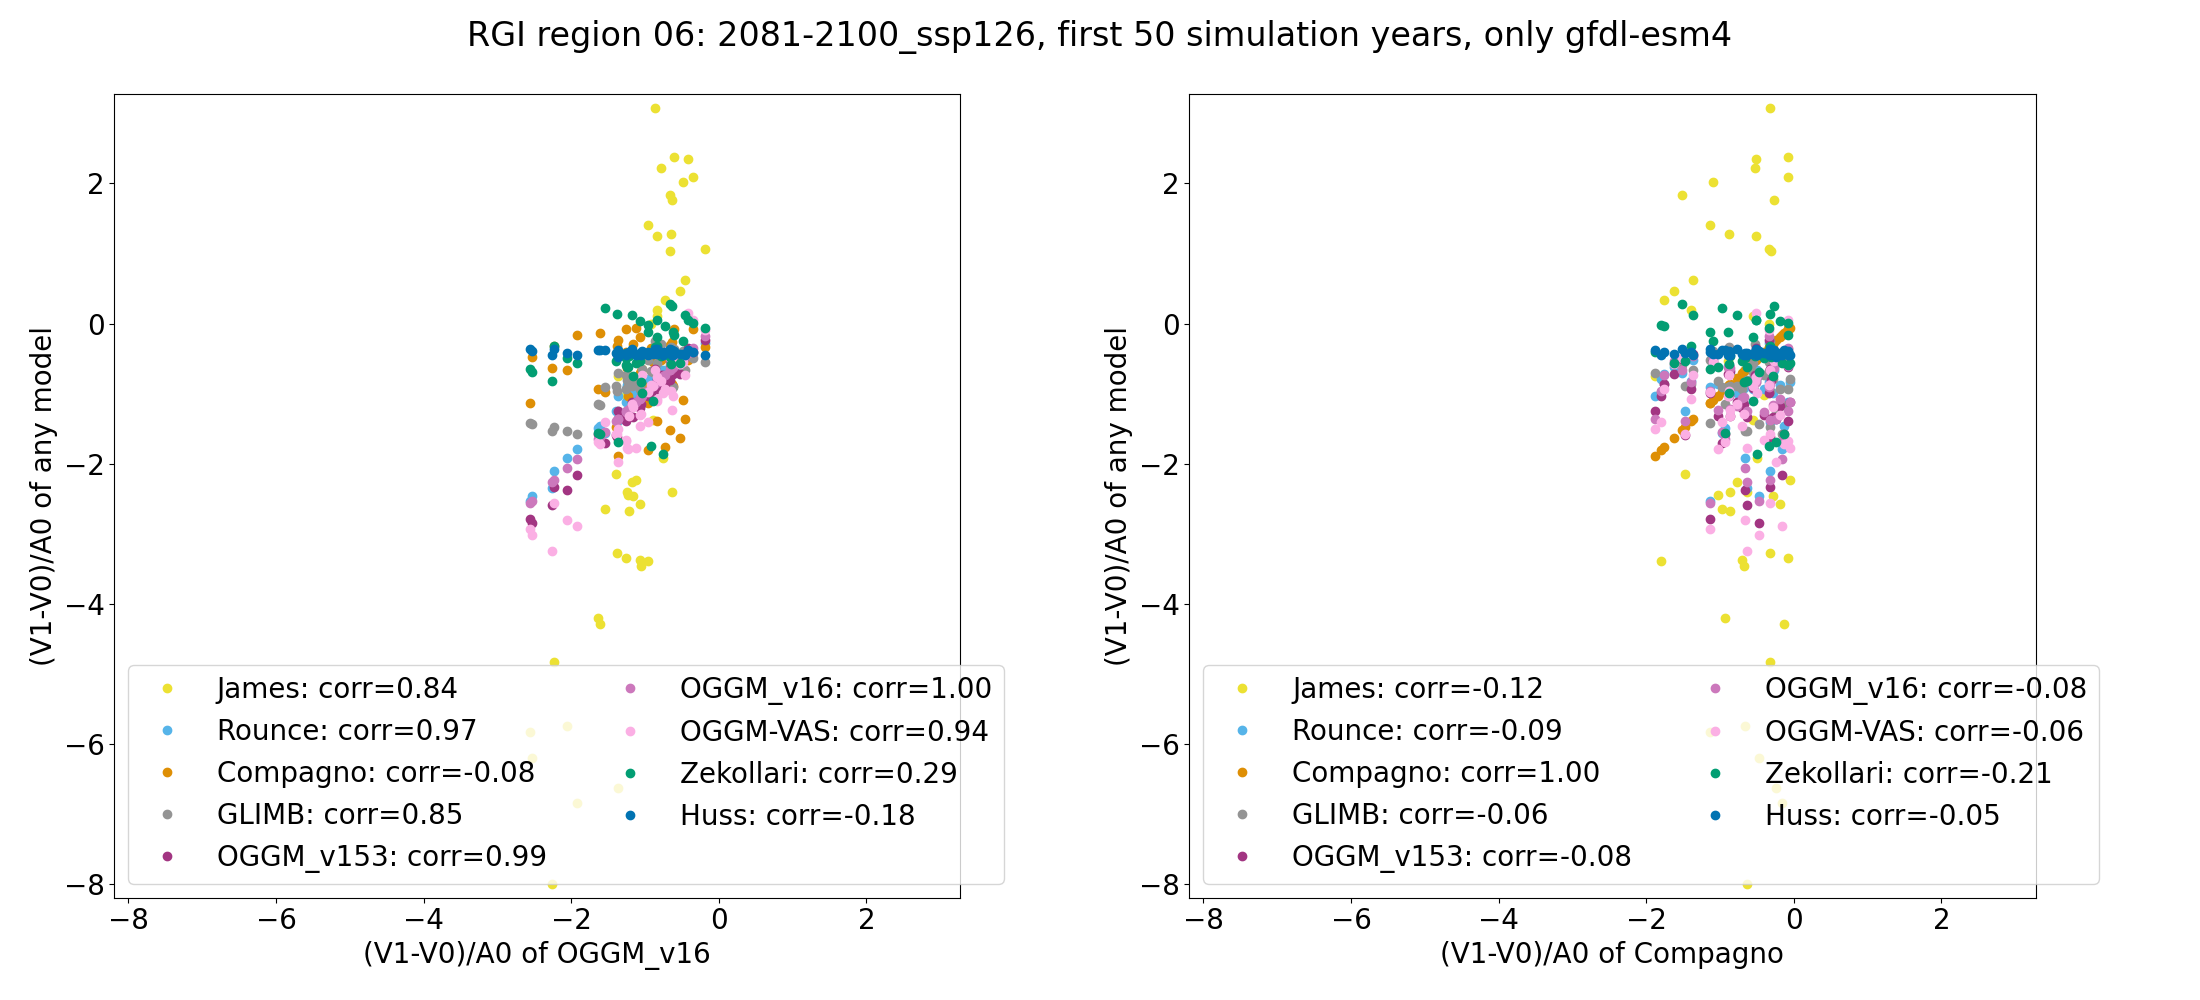 RGI region 06: 2081-2100_ssp126, first 50 simulation years, only gfdl-esm4
(V1-V0)/A0 of any model
2
0
−2
−4
−6
−8
James: corr=0.84
Rounce: corr=0.97
Compagno: corr=-0.08
GLIMB: corr=0.85
OGGM_v153: corr=0.99
OGGM_v16: corr=1.00
OGGM-VAS: corr=0.94
Zekollari: corr=0.29
Huss: corr=-0.18
−8 −6 −4 −2 0 2
(V1-V0)/A0 of OGGM_v16
(V1-V0)/A0 of any model
2
0
−2
−4
−6
−8
James: corr=-0.12
Rounce: corr=-0.09
Compagno: corr=1.00
GLIMB: corr=-0.06
OGGM_v153: corr=-0.08
OGGM_v16: corr=-0.08
OGGM-VAS: corr=-0.06
Zekollari: corr=-0.21
Huss: corr=-0.05
−8 −6 −4 −2 0 2
(V1-V0)/A0 of Compagno